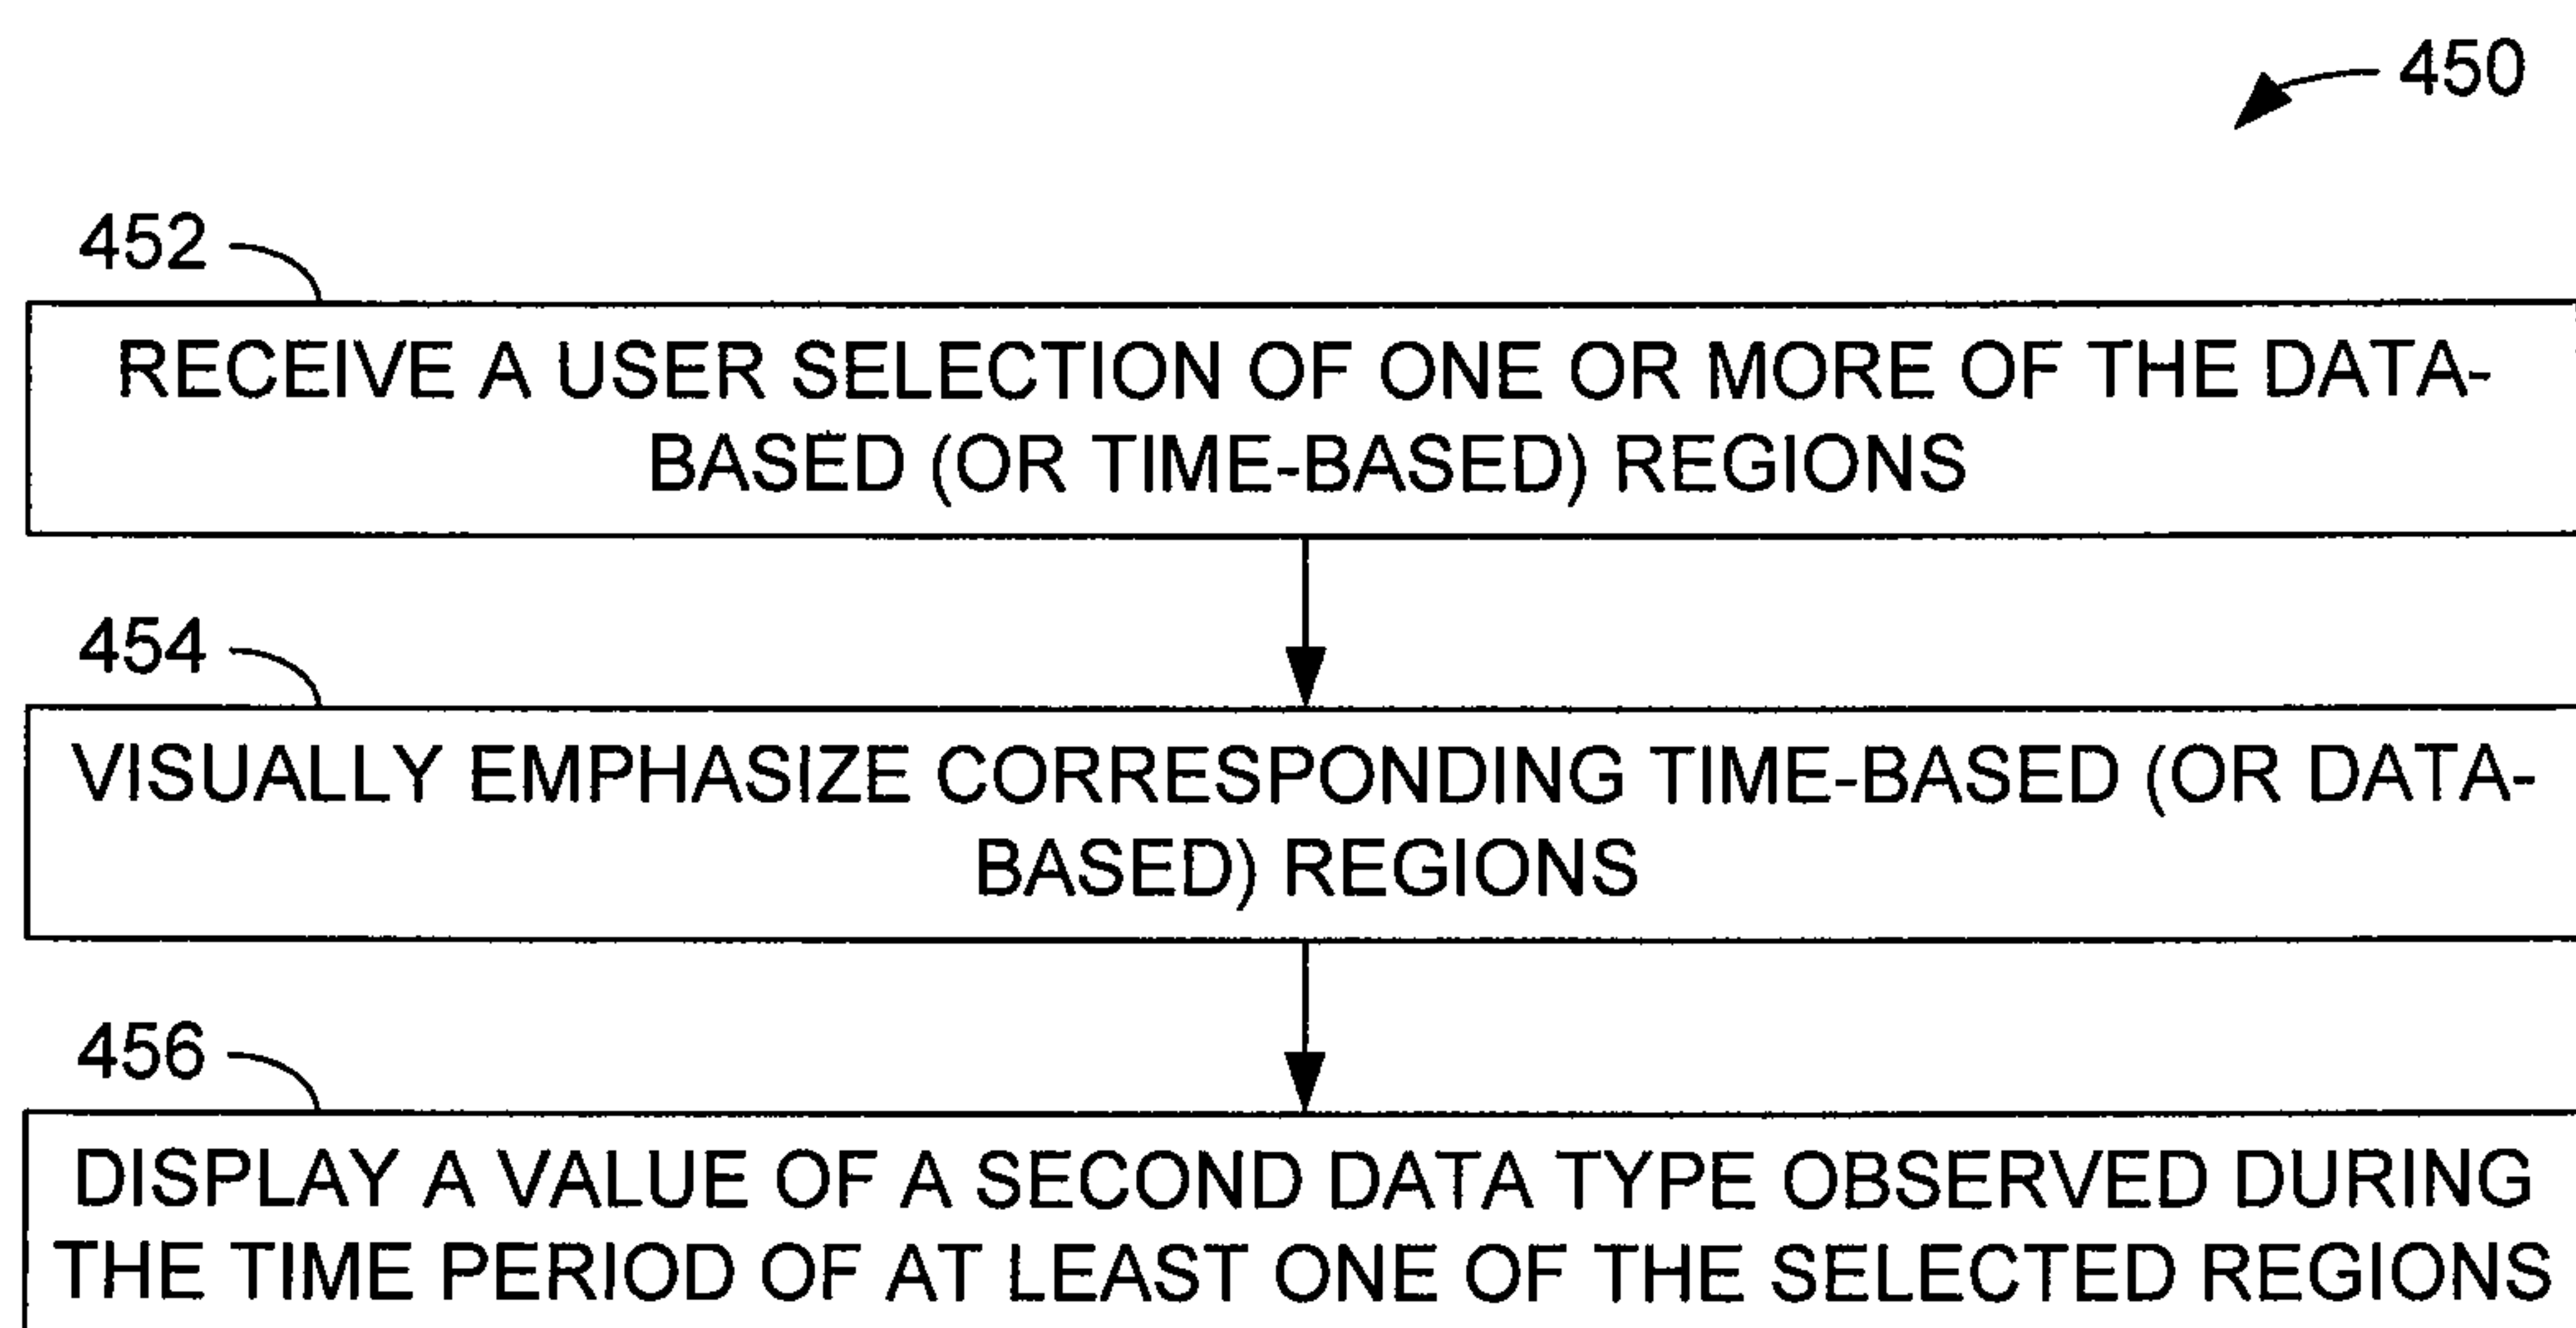 450
452
RECEIVE A USER SELECTION OF ONE OR MORE OF THE DATA-
BASED (OR TIME-BASED) REGIONS
454
VISUALLY EMPHASIZE CORRESPONDING TIME-BASED (OR DATA-
BASED) REGIONS
456
DISPLAY A VALUE OF A SECOND DATA TYPE OBSERVED DURING
THE TIME PERIOD OF AT LEAST ONE OF THE SELECTED REGIONS